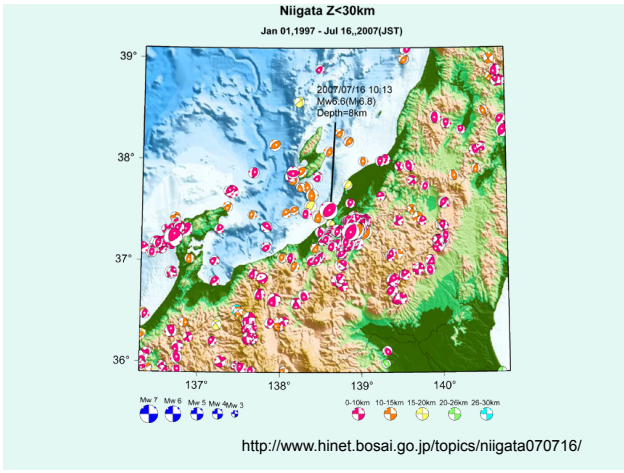 Niigata Z<30km
Jan 01,1997 - Jul 16,,2007(JST)
39°
2007/07/16 10:13
Mw6.6(Mj6.8)
Depth=8km
38°
37°
36°
137° 138° 139° 140°
Mw 7 Mw 6 Mw 5 Mw 4 Mw 3
0-10km 10-15km 15-20km 20-26km 26-30km
http://www.hinet.bosai.go.jp/topics/niigata070716/